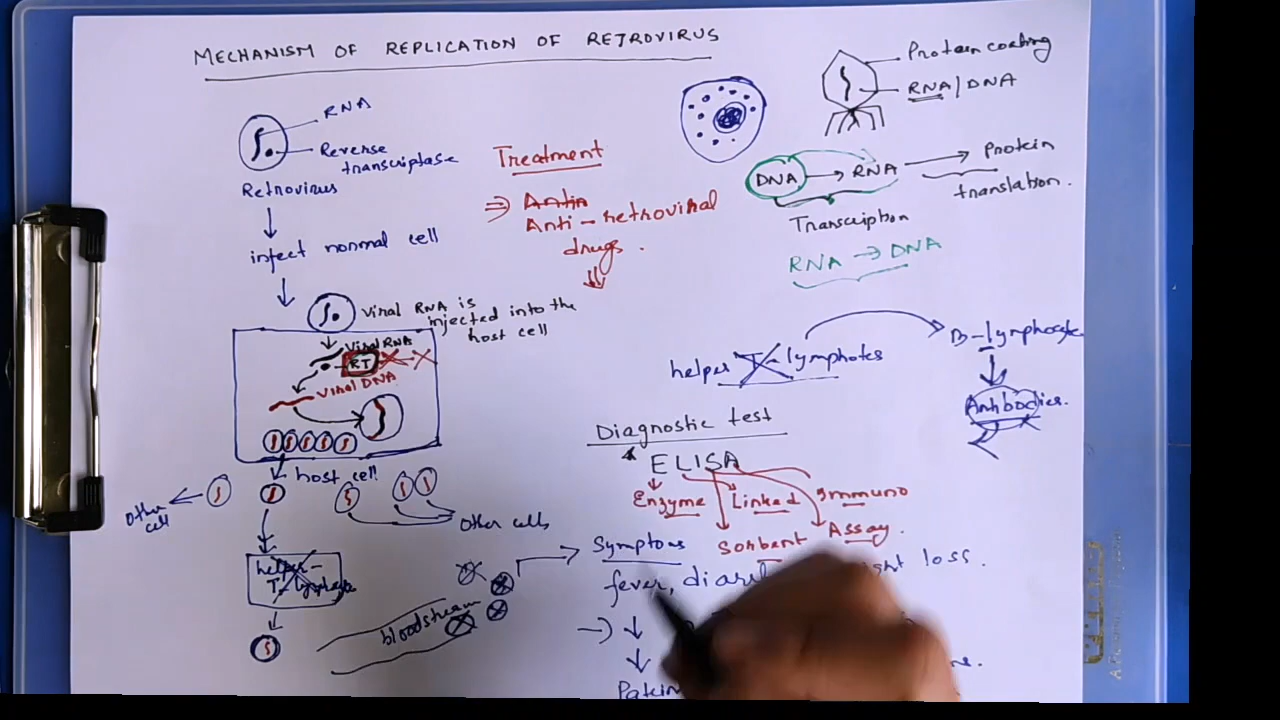 MECHANISM OF REPLICATION OF RETROVIRUS
RNA
Reverse
transcriptase
Retrovirus
infect normal cell
Viral RNA is
injected into the
host cell
Viral RNA
RT
Viral DNA
host cell
Other
cell
Other cells
helper-
bloodstream
Treatment
Anti-retroviral
drugs.
Protein coating
RNA/DNA
DNA → RNA → Protein
Transcription
translation.
RNA → DNA
helper T-lymphotes
B-lymphocyte
Antibodies.
Diagnostic test
* ELISA
Enzyme Linked Immuno
Sorbent Assay.
Symptoms
fever, loss.